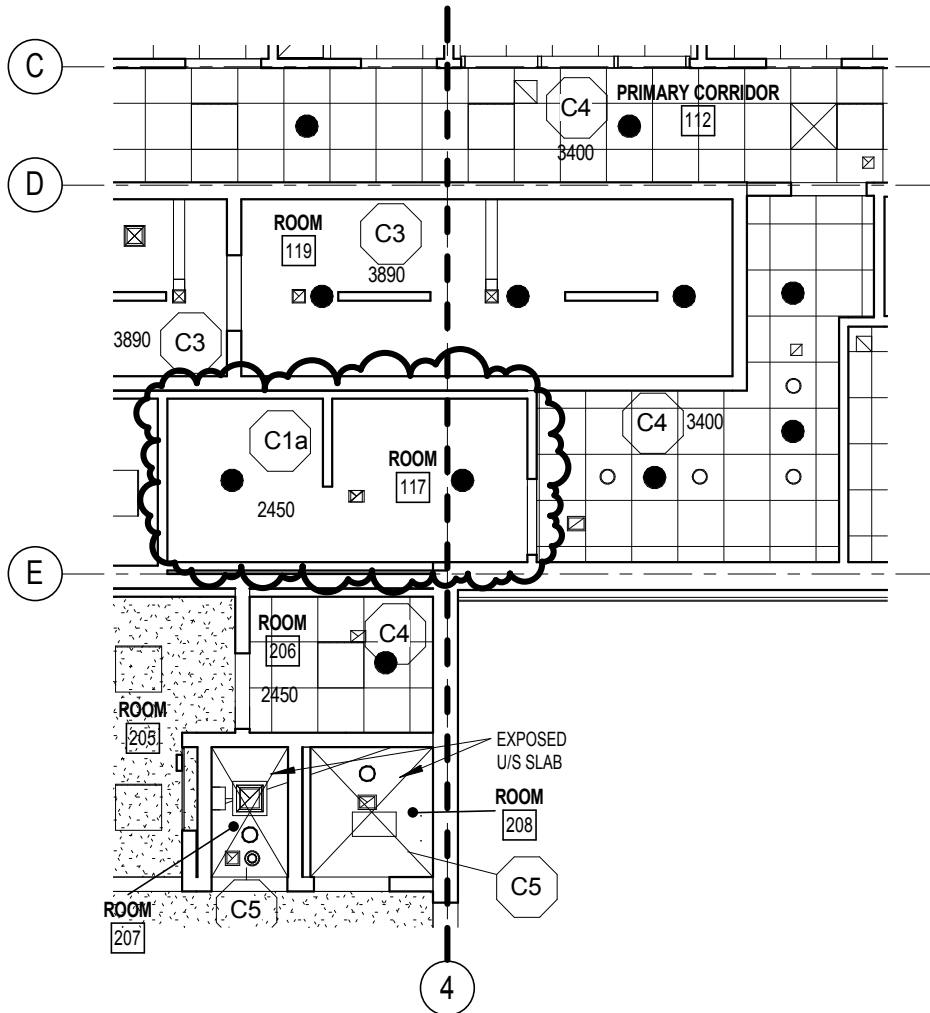 C
C4
PRIMARY CORRIDOR
112
3400
D
ROOM
119
C3
3890
3890
C3
C1a
C4
3400
ROOM
117
2450
E
ROOM
206
C4
2450
ROOM
205
EXPOSED
U/S SLAB
ROOM
208
C5
C5
ROOM
207
4